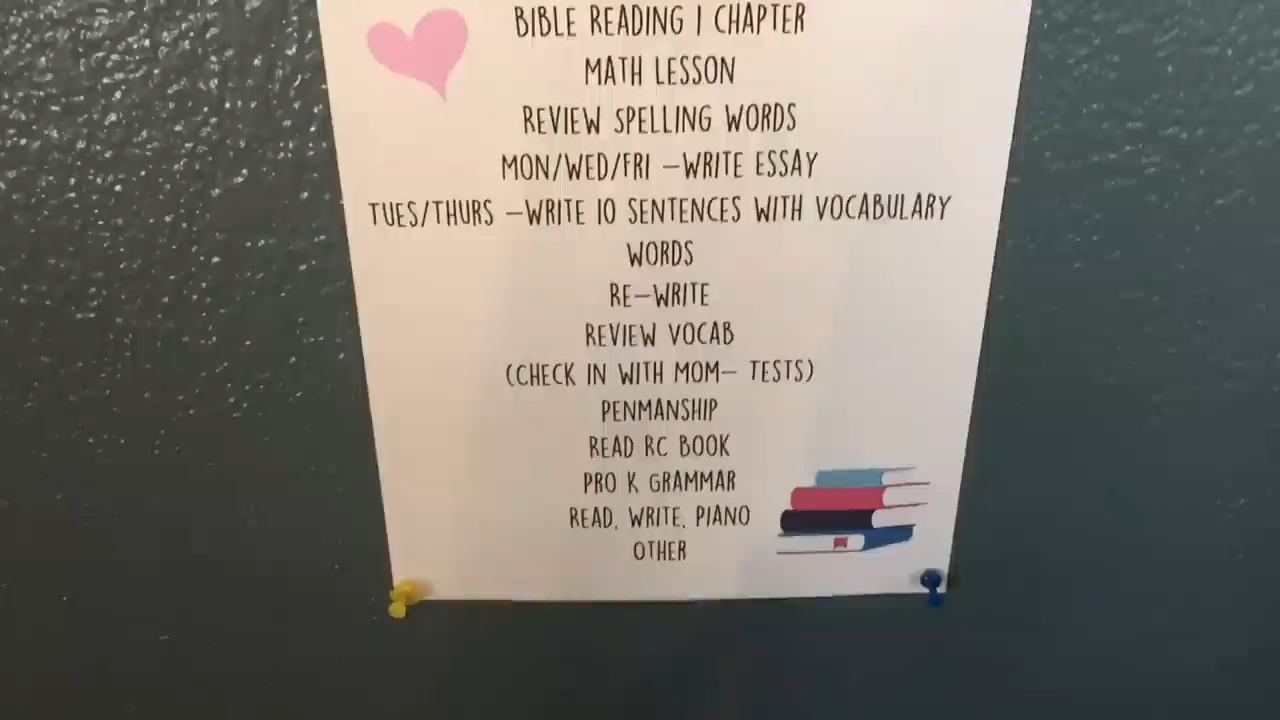 BIBLE READING 1 CHAPTER
MATH LESSON
REVIEW SPELLING WORDS
MON/WED/FRI -WRITE ESSAY
TUES/THURS -WRITE 10 SENTENCES WITH VOCABULARY
WORDS
RE-WRITE
REVIEW VOCAB
(CHECK IN WITH MOM- TESTS)
PENMANSHIP
READ RC BOOK
PRO K GRAMMAR
READ, WRITE, PIANO
OTHER